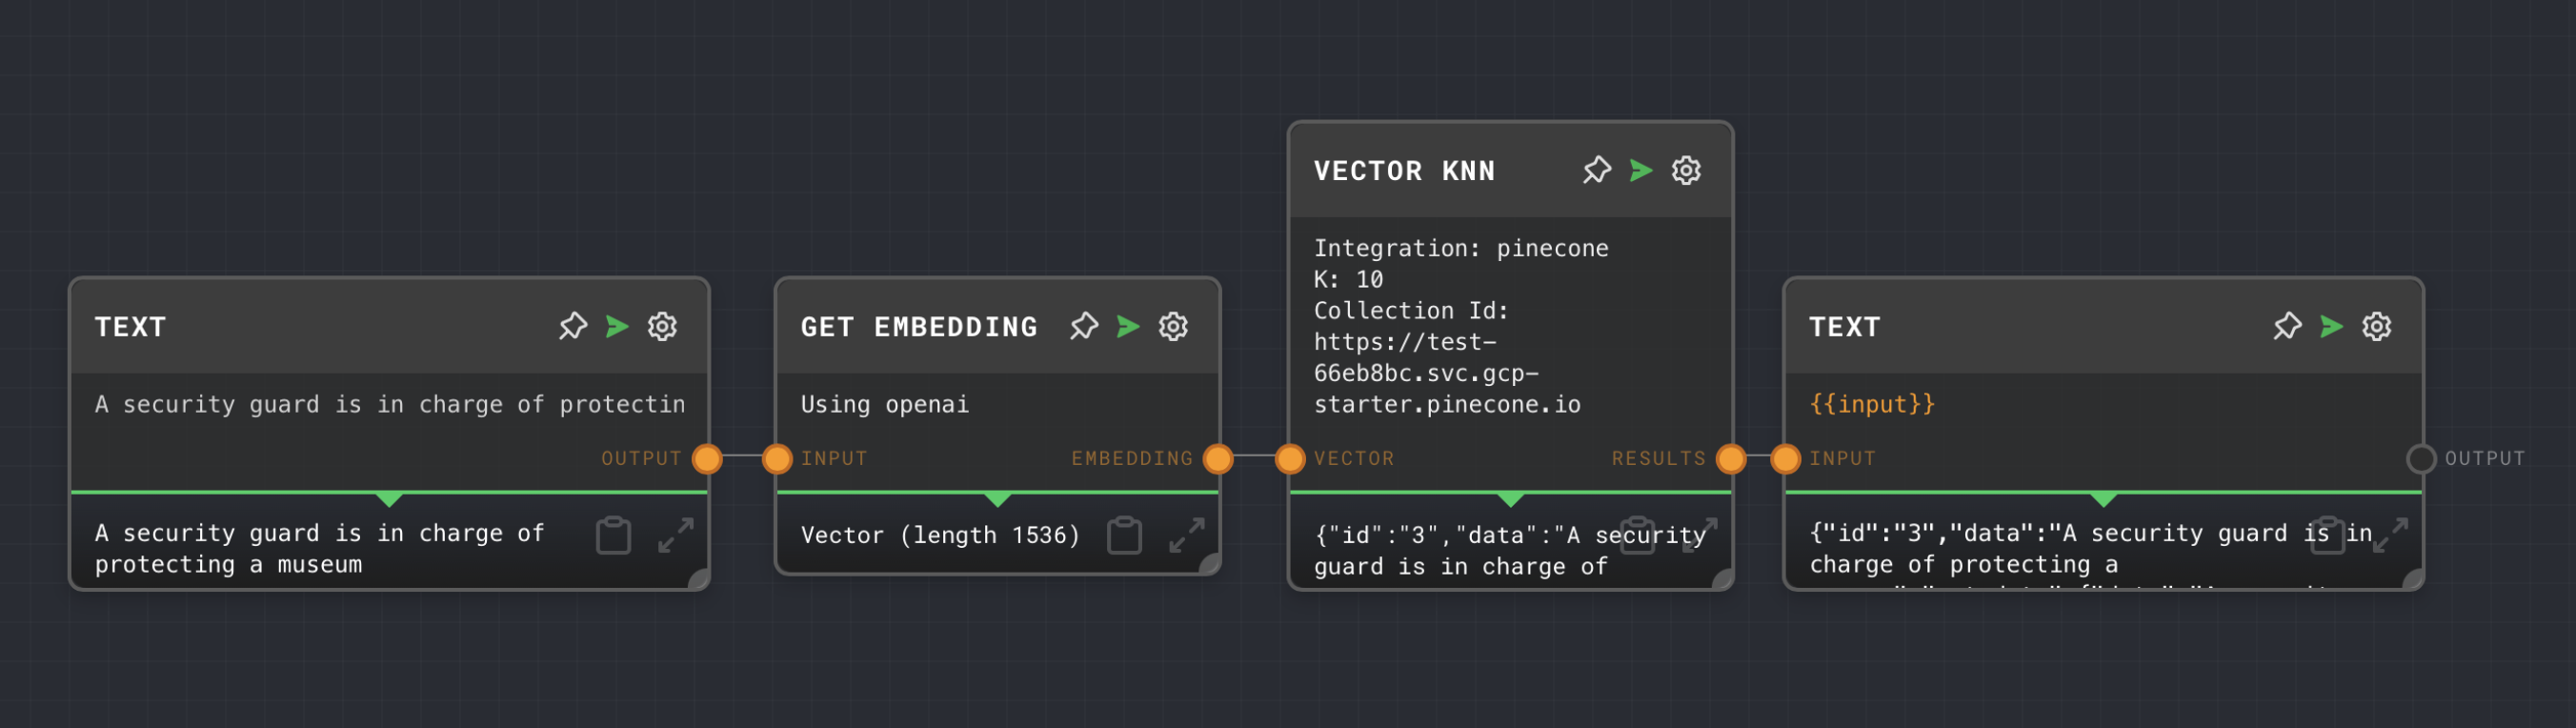 TEXT
A security guard is in charge of protectin
OUTPUT
A security guard is in charge of
protecting a museum
GET EMBEDDING
Using openai
INPUT
EMBEDDING
Vector (length 1536)
VECTOR KNN
Integration: pinecone
K: 10
Collection Id:
https://test-
66eb8bc.svc.gcp-
starter.pinecone.io
VECTOR
RESULTS
{"id":"3","data":"A security
guard is in charge of
TEXT
{{input}}
INPUT
OUTPUT
{"id":"3","data":"A security guard is in
charge of protecting a